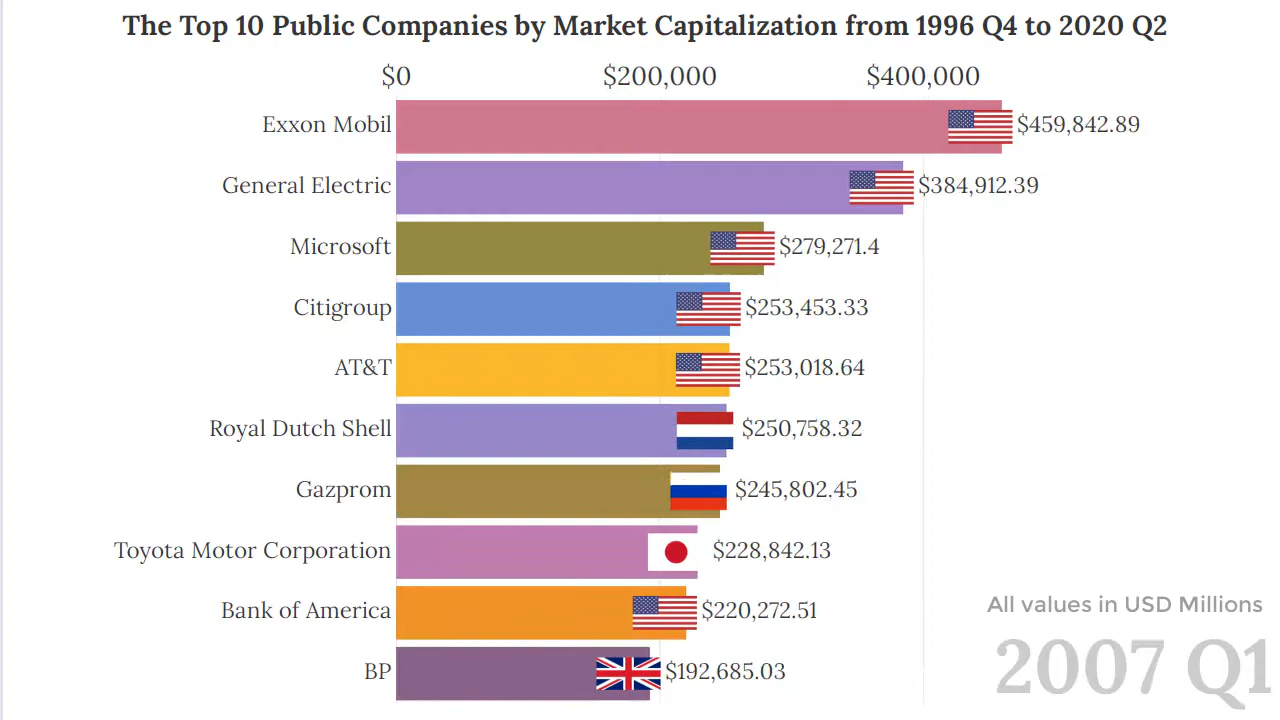 The Top 10 Public Companies by Market Capitalization from 1996 Q4 to 2020 Q2
$0 $200,000 $400,000
Exxon Mobil $459,842.89
General Electric $384,912.39
Microsoft $279,271.4
Citigroup $253,453.33
AT&T $253,018.64
Royal Dutch Shell $250,758.32
Gazprom $245,802.45
Toyota Motor Corporation $228,842.13
Bank of America $220,272.51
All values in USD Millions
BP $192,685.03
2007 Q1